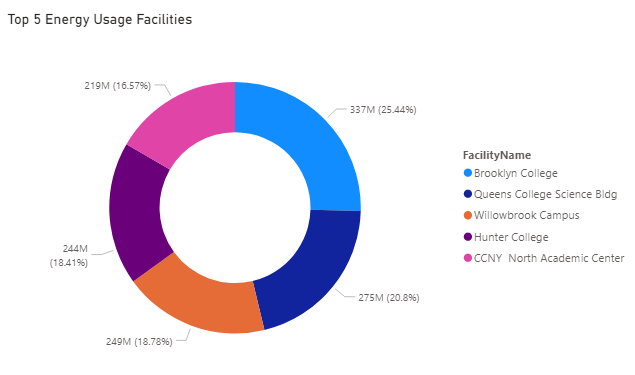 Top 5 Energy Usage Facilities
219M (16.57%)
337M (25.44%)
FacilityName
Brooklyn College
Queens College Science Bldg
Willowbrook Campus
Hunter College
CCNY  North Academic Center
244M
(18.41%)
275M (20.8%)
249M (18.78%)